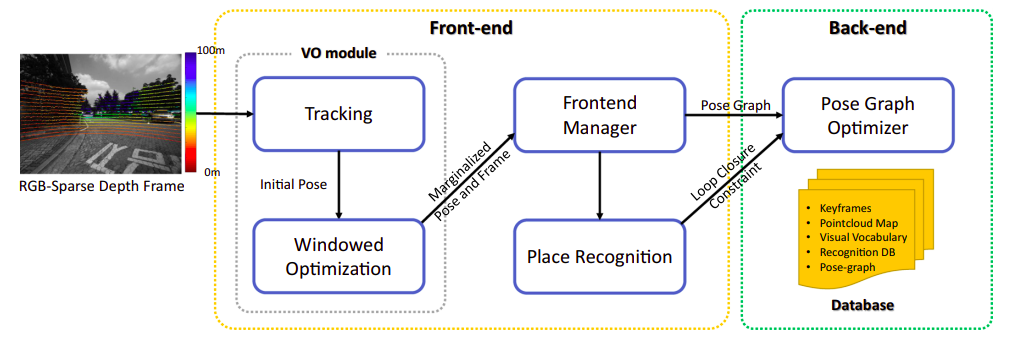 Front-end
Back-end
VO module
100m
0m
RGB-Sparse Depth Frame
Tracking
Initial Pose
Windowed
Optimization
Marginalized
Pose and Frame
Frontend
Manager
Place Recognition
Pose Graph
Loop Closure
Constraint
Pose Graph
Optimizer
• Keyframes
• Pointcloud Map
• Visual Vocabulary
• Recognition DB
• Pose-graph
Database